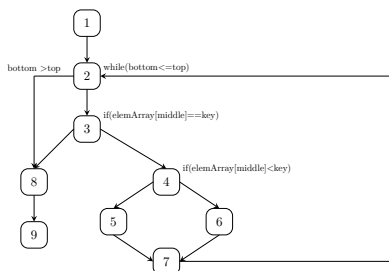 1
bottom >top
while(bottom<=top)
2
if(elemArray[middle]==key)
3
if(elemArray[middle]<key)
8
4
5
6
9
7